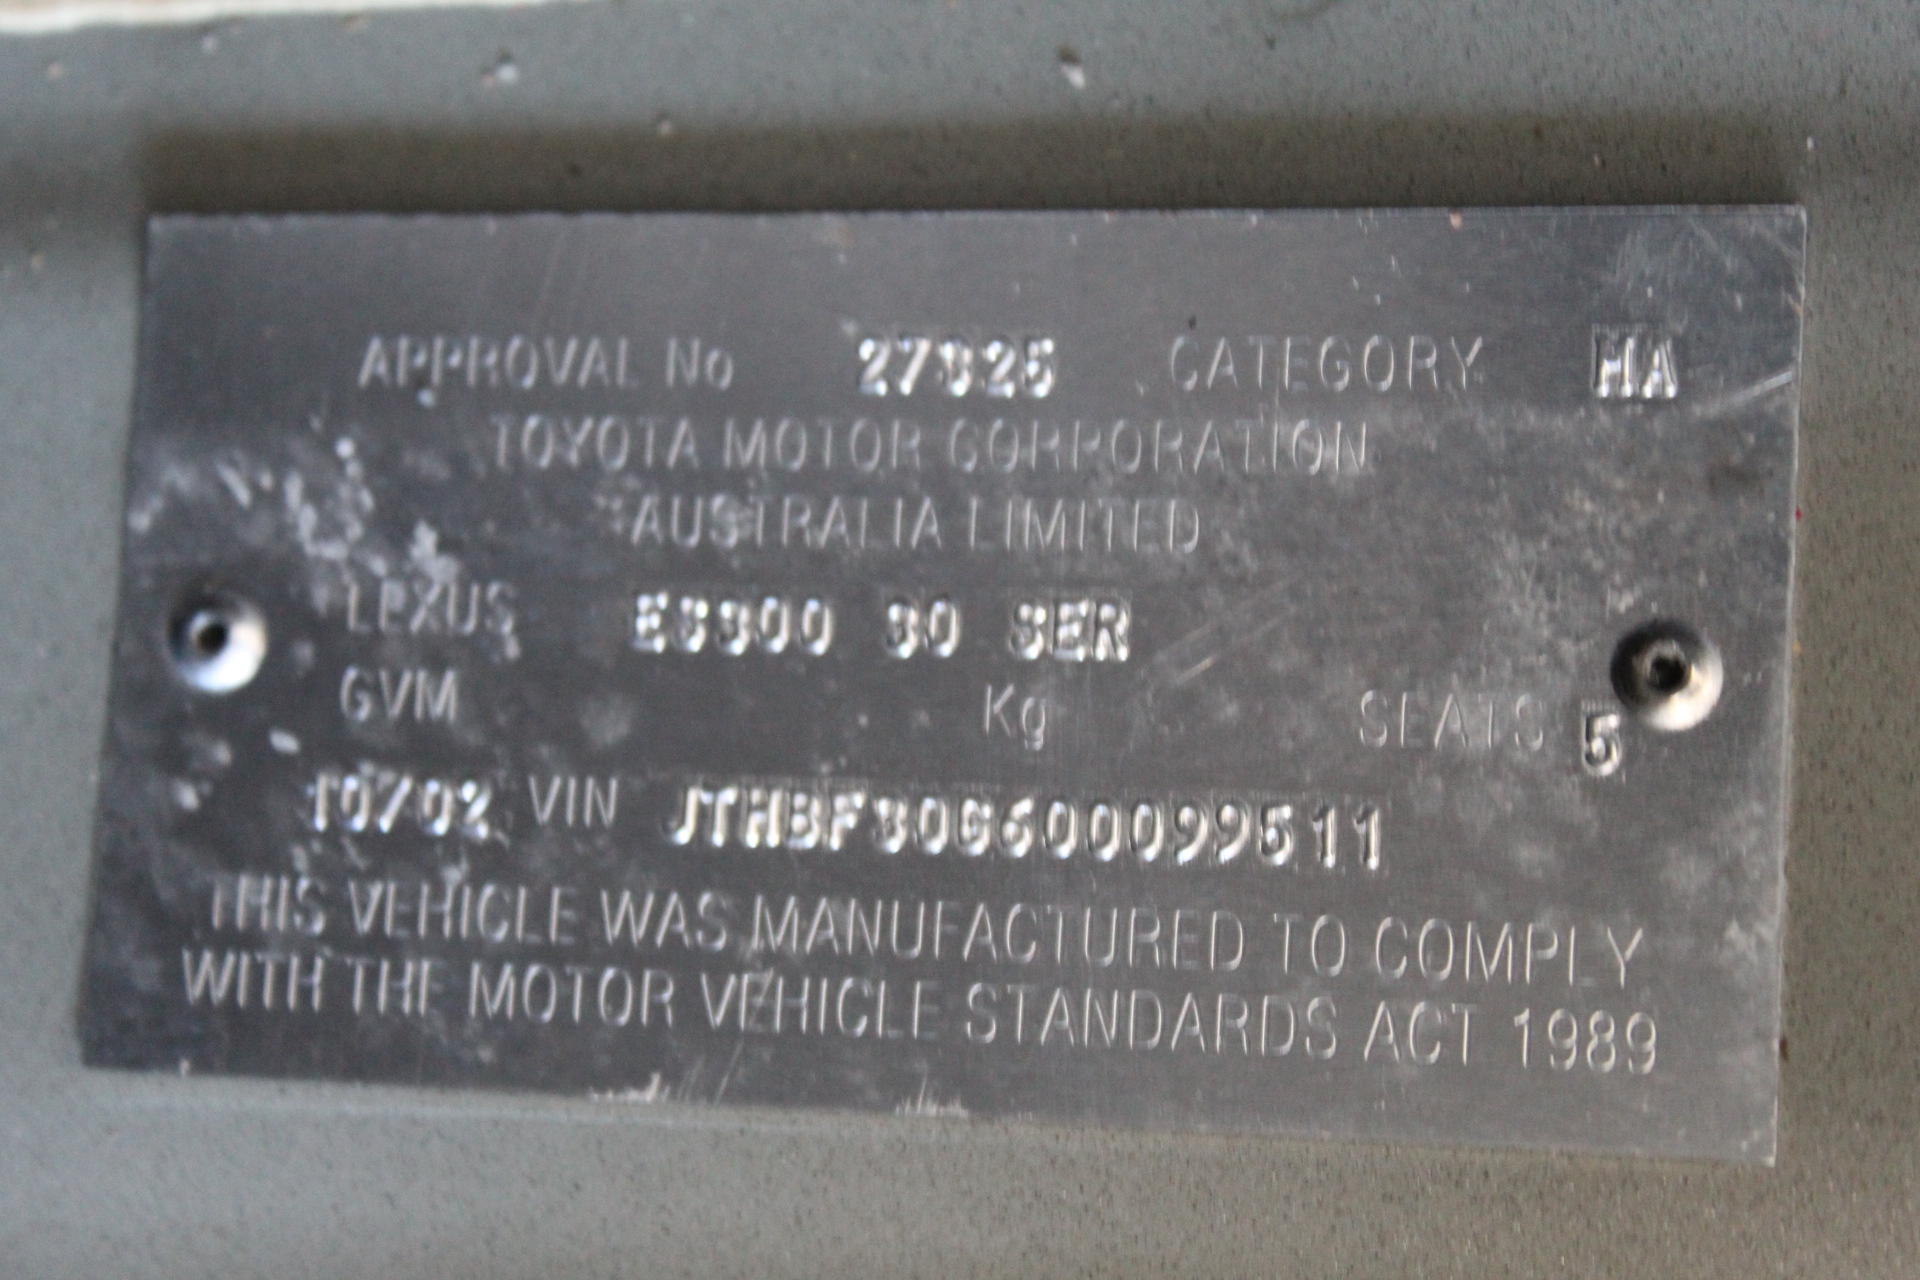 APPROVAL No 27325 CATEGORY MA
TOYOTA MOTOR CORPORATION
AUSTRALIA LIMITED
LEXUS ES300 30 SER
GVM Kg SEATS 5
10/02 VIN JTHBF30G600099511
THIS VEHICLE WAS MANUFACTURED TO COMPLY
WITH THE MOTOR VEHICLE STANDARDS ACT 1989